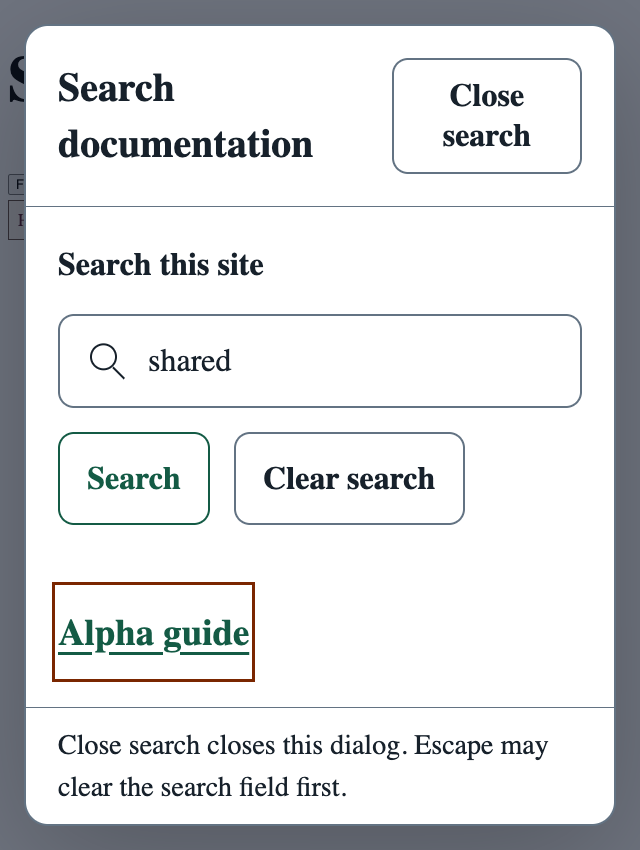 Search
documentation
Close
search
Search this site
shared
Search
Clear search
Alpha guide
Close search closes this dialog. Escape may
clear the search field first.